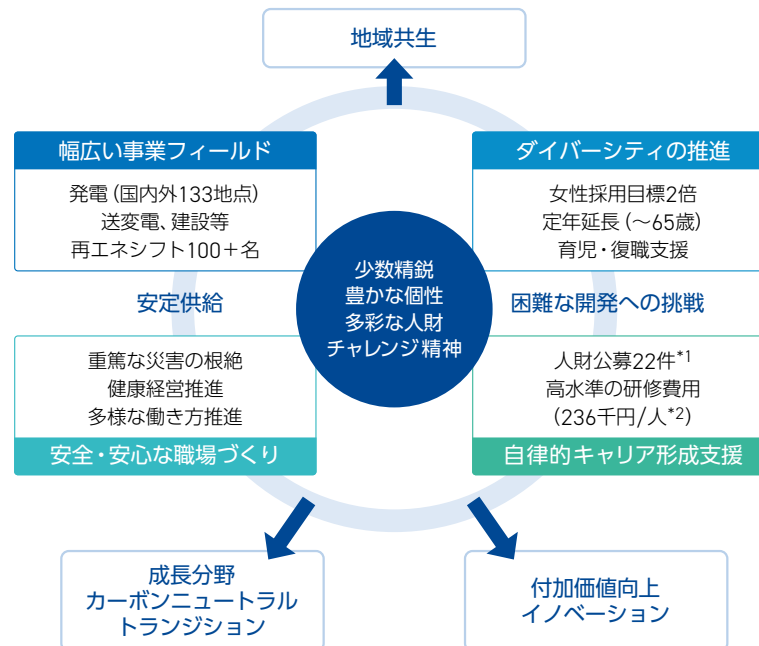 地域共生
幅広い事業フィールド
発電（国内外133地点）
送変電、建設等
再エネシフト100＋名
ダイバーシティの推進
女性採用目標2倍
定年延長（～65歳）
育児・復職支援
少数精鋭
豊かな個性
多彩な人財
チャレンジ精神
安定供給
困難な開発への挑戦
重篤な災害の根絶
健康経営推進
多様な働き方推進
安全・安心な職場づくり
人財公募22件*1
高水準の研修費用
（236千円/人*2）
自律的キャリア形成支援
成長分野
カーボンニュートラル
トランジション
付加価値向上
イノベーション